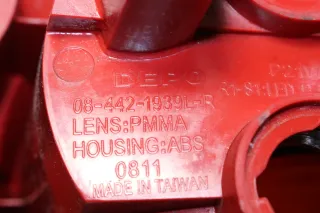 DEPO
08-442-1939L-R
LENS:PMMA
HOUSING:ABS
0811
MADE IN TAIWAN